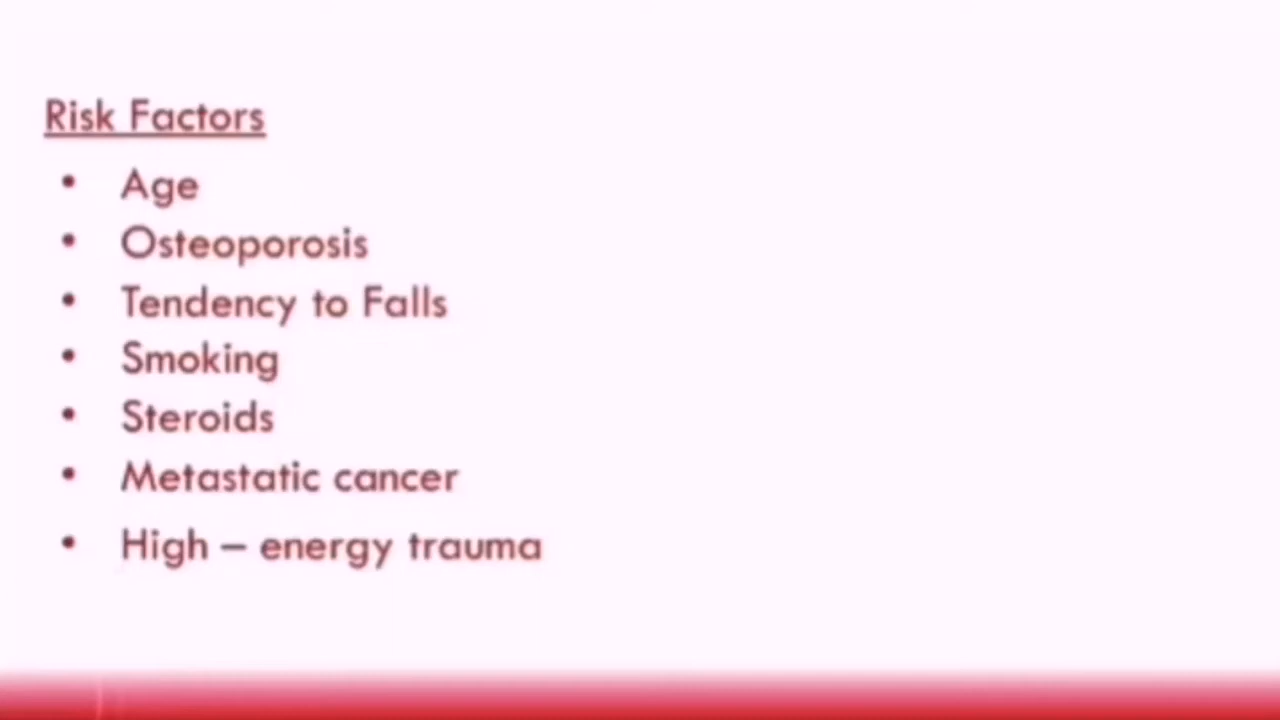 Risk Factors
• Age
• Osteoporosis
• Tendency to Falls
• Smoking
• Steroids
• Metastatic cancer
• High – energy trauma